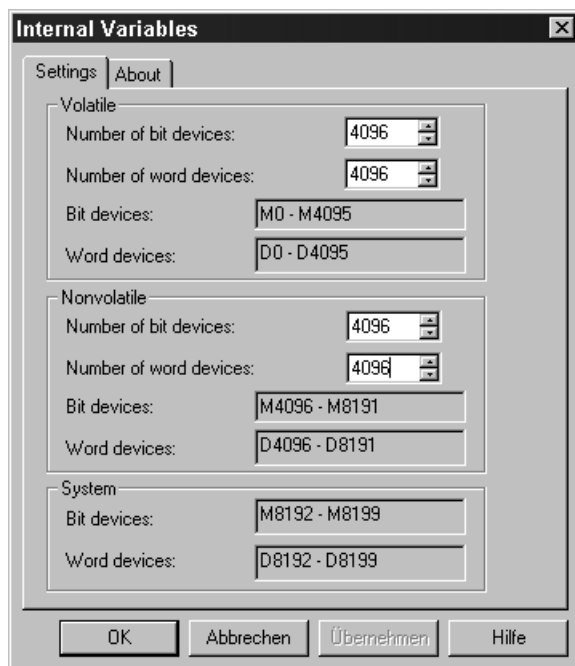 Internal Variables
Settings About
Volatile
Number of bit devices: 4096
Number of word devices: 4096
Bit devices: M0 - M4095
Word devices: D0 - D4095
Nonvolatile
Number of bit devices: 4096
Number of word devices: 4096
Bit devices: M4096 - M8191
Word devices: D4096 - D8191
System
Bit devices: M8192 - M8199
Word devices: D8192 - D8199
OK Abbrechen Übernehmen Hilfe